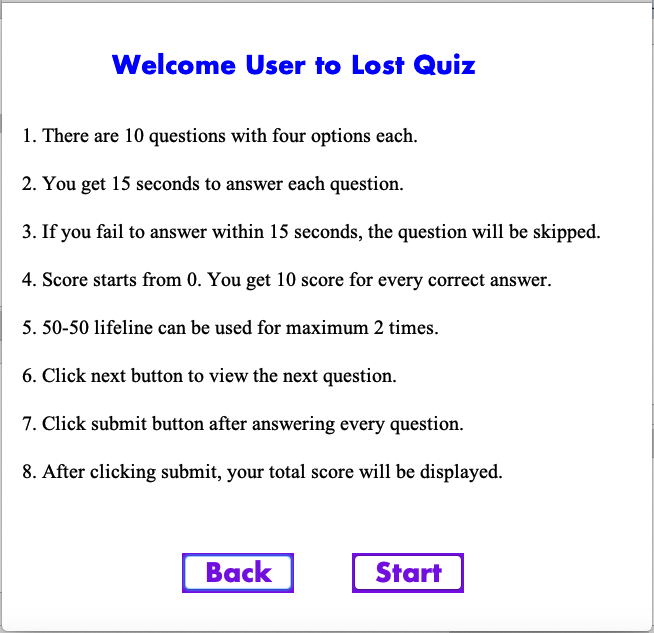 Welcome User to Lost Quiz
1. There are 10 questions with four options each.
2. You get 15 seconds to answer each question.
3. If you fail to answer within 15 seconds, the question will be skipped.
4. Score starts from 0. You get 10 score for every correct answer.
5. 50-50 lifeline can be used for maximum 2 times.
6. Click next button to view the next question.
7. Click submit button after answering every question.
8. After clicking submit, your total score will be displayed.
Back Start